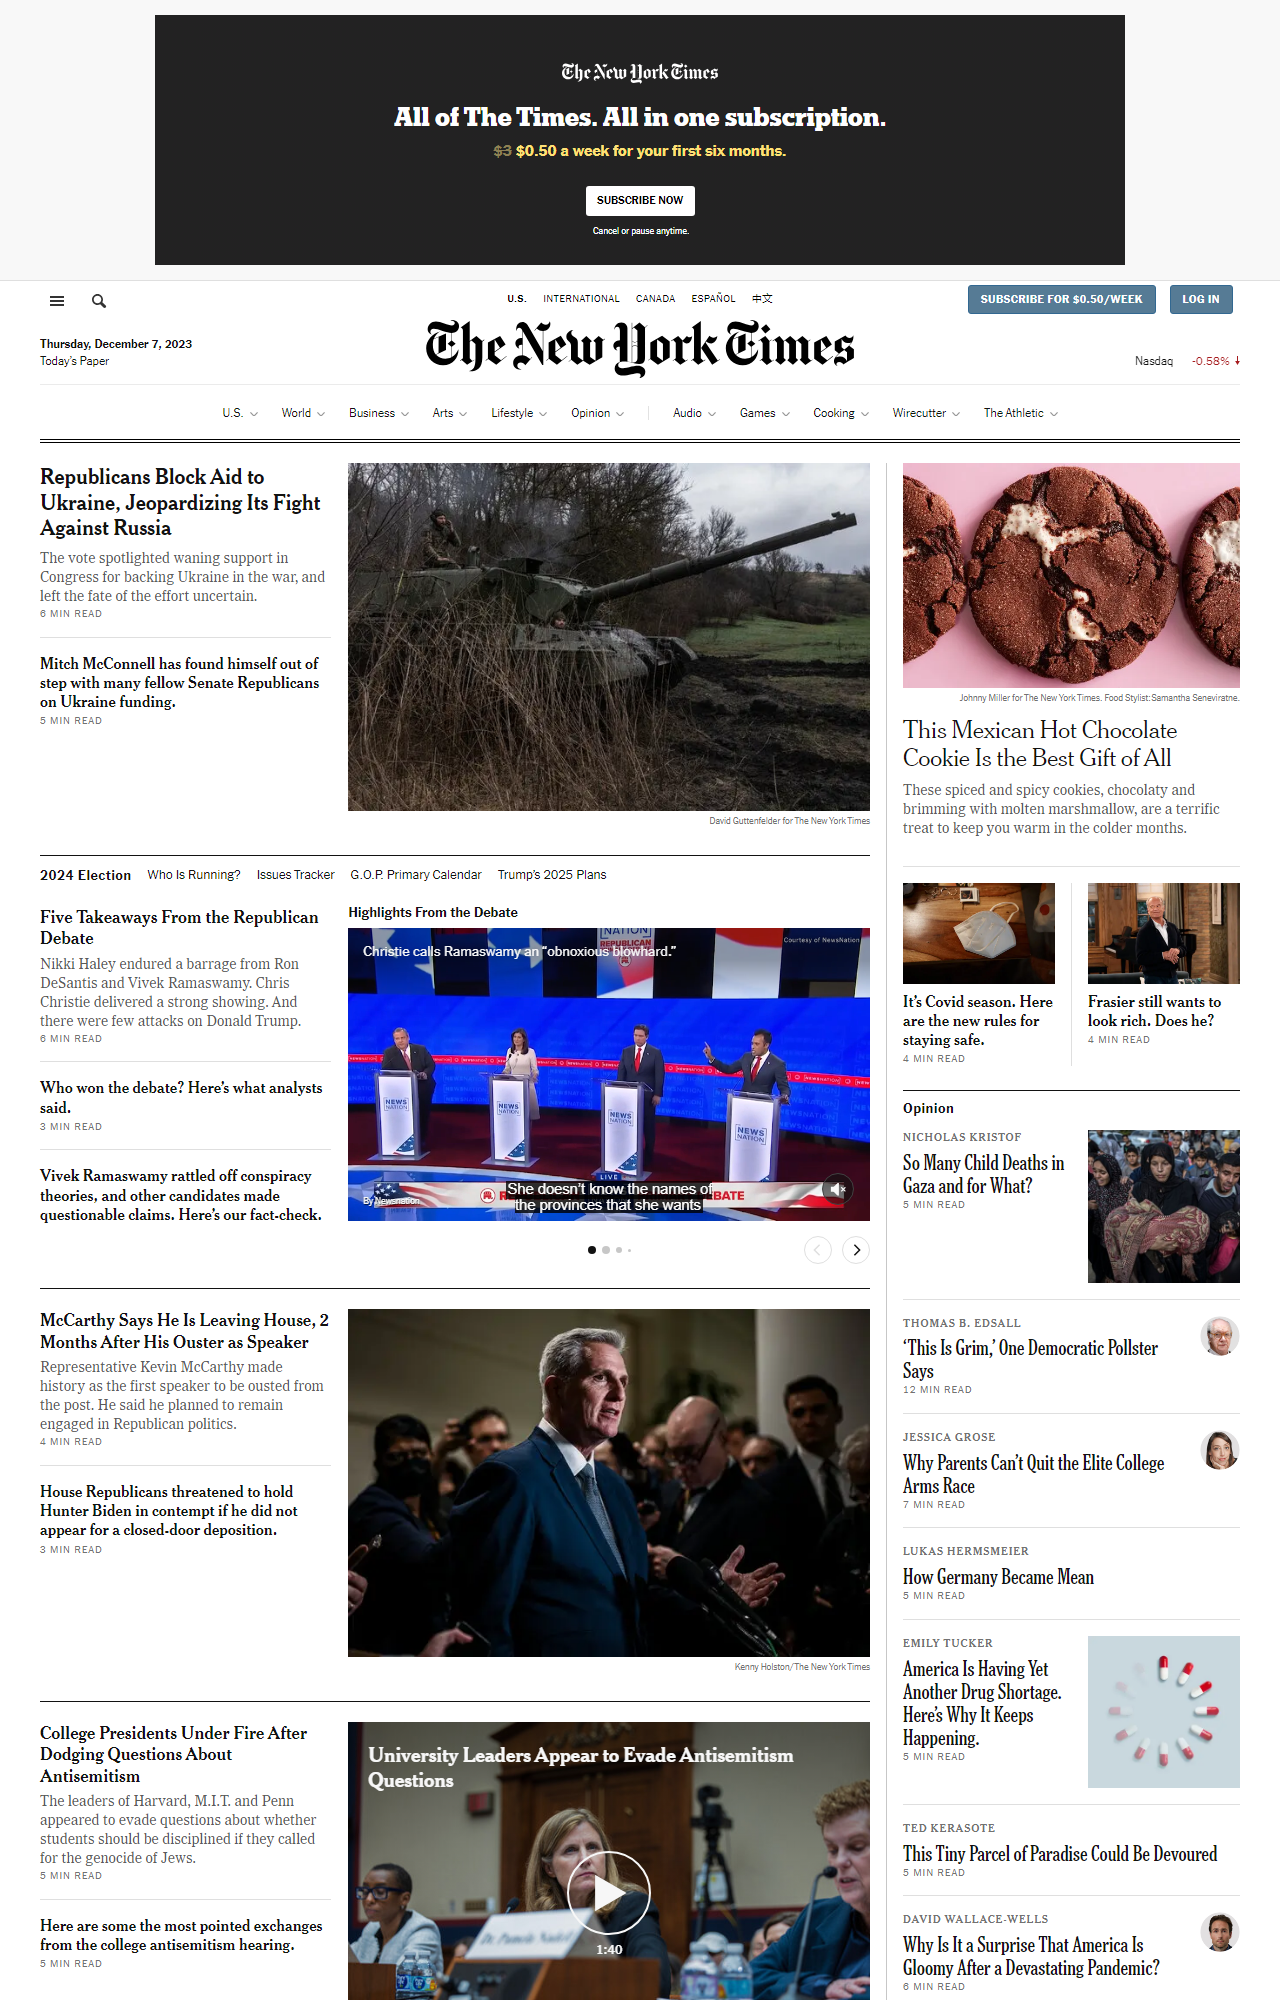 The New York Times
All of The Times. All in one subscription.
$3 $0.50 a week for your first six months.
SUBSCRIBE NOW
Cancel or pause anytime.
U.S. INTERNATIONAL CANADA ESPAÑOL 中文
SUBSCRIBE FOR $0.50/WEEK LOG IN
The New York Times
Thursday, December 7, 2023
Today's Paper
Nasdaq -0.58%
U.S. World Business Arts Lifestyle Opinion Audio Games Cooking Wirecutter The Athletic
Republicans Block Aid to
Ukraine, Jeopardizing Its Fight
Against Russia
The vote spotlighted waning support in
Congress for backing Ukraine in the war, and
left the fate of the effort uncertain.
6 MIN READ
Mitch McConnell has found himself out of
step with many fellow Senate Republicans
on Ukraine funding.
5 MIN READ
David Guttenfelder for The New York Times
2024 Election Who Is Running? Issues Tracker G.O.P. Primary Calendar Trump's 2025 Plans
Five Takeaways From the Republican
Debate
Nikki Haley endured a barrage from Ron
DeSantis and Vivek Ramaswamy. Chris
Christie delivered a strong showing. And
there were few attacks on Donald Trump.
6 MIN READ
Who won the debate? Here's what analysts
said.
3 MIN READ
Vivek Ramaswamy rattled off conspiracy
theories, and other candidates made
questionable claims. Here's our fact-check.
Highlights From the Debate
Courtesy of NewsNation
Christie calls Ramaswamy an “obnoxious blowhard.”
NATION
REPUBLICAN
NEWS
NATION
NEWS
NATION
NEWS
NATION
NEWS
NATION
LIVE
She doesn't know the names of
the provinces that she wants
By Newsnation
BATE
McCarthy Says He Is Leaving House, 2
Months After His Ouster as Speaker
Representative Kevin McCarthy made
history as the first speaker to be ousted from
the post. He said he planned to remain
engaged in Republican politics.
4 MIN READ
House Republicans threatened to hold
Hunter Biden in contempt if he did not
appear for a closed-door deposition.
3 MIN READ
Kenny Holston/The New York Times
College Presidents Under Fire After
Dodging Questions About
Antisemitism
The leaders of Harvard, M.I.T. and Penn
appeared to evade questions about whether
students should be disciplined if they called
for the genocide of Jews.
5 MIN READ
Here are some the most pointed exchanges
from the college antisemitism hearing.
5 MIN READ
University Leaders Appear to Evade Antisemitism
Questions
1:40
Johnny Miller for The New York Times. Food Stylist: Samantha Seneviratne.
This Mexican Hot Chocolate
Cookie Is the Best Gift of All
These spiced and spicy cookies, chocolaty and
brimming with molten marshmallow, are a terrific
treat to keep you warm in the colder months.
It's Covid season. Here
are the new rules for
staying safe.
4 MIN READ
Frasier still wants to
look rich. Does he?
4 MIN READ
Opinion
NICHOLAS KRISTOF
So Many Child Deaths in
Gaza and for What?
5 MIN READ
THOMAS B. EDSALL
‘This Is Grim,’ One Democratic Pollster
Says
12 MIN READ
JESSICA GROSE
Why Parents Can't Quit the Elite College
Arms Race
7 MIN READ
LUKAS HERMSMEIER
How Germany Became Mean
5 MIN READ
EMILY TUCKER
America Is Having Yet
Another Drug Shortage.
Here's Why It Keeps
Happening.
5 MIN READ
TED KERASOTE
This Tiny Parcel of Paradise Could Be Devoured
5 MIN READ
DAVID WALLACE-WELLS
Why Is It a Surprise That America Is
Gloomy After a Devastating Pandemic?
6 MIN READ